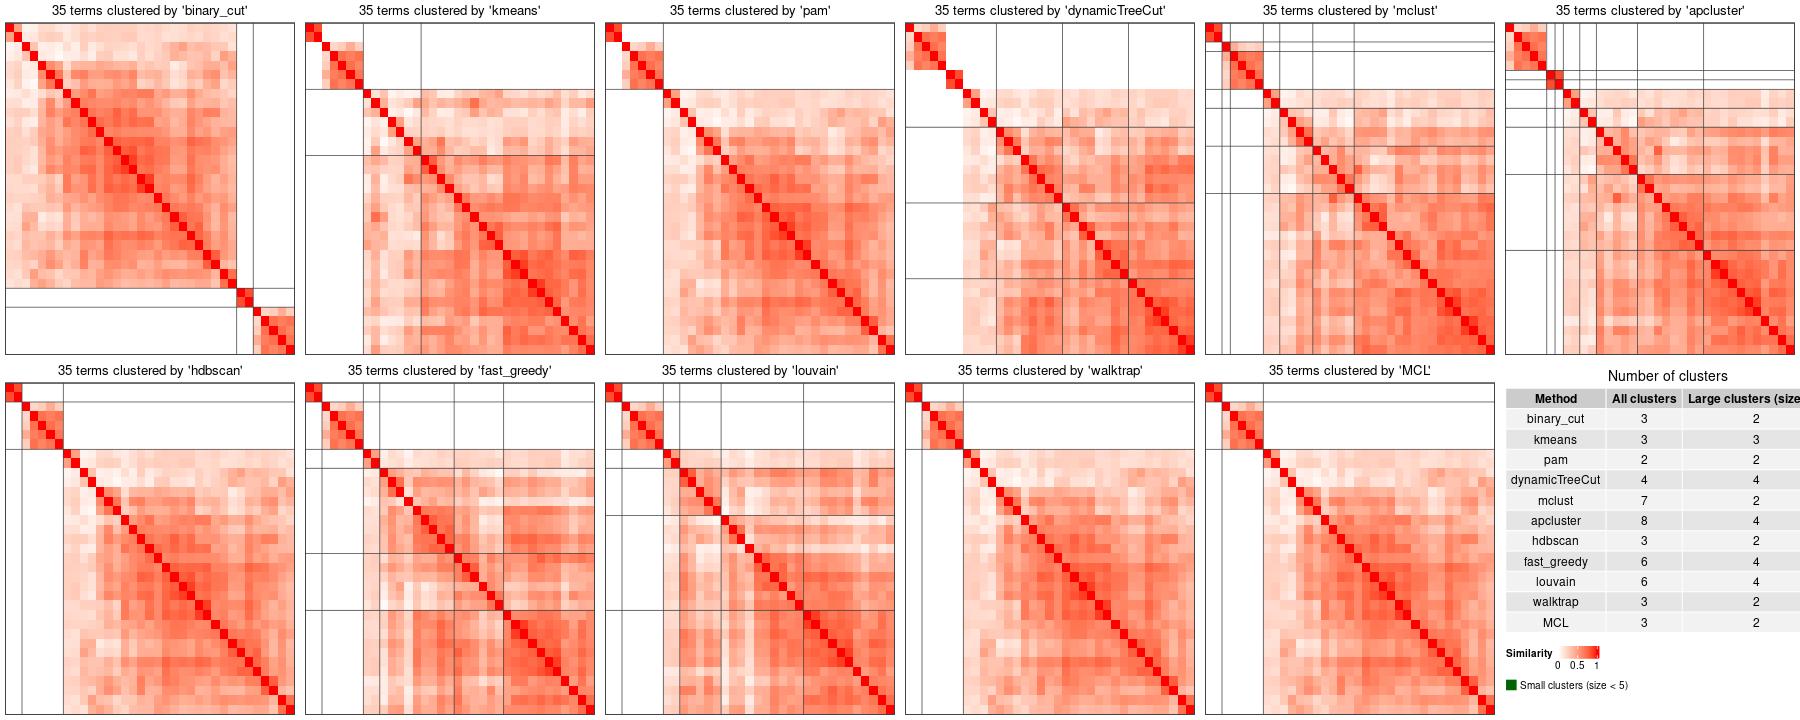 35 terms clustered by 'binary_cut'
35 terms clustered by 'kmeans'
35 terms clustered by 'pam'
35 terms clustered by 'dynamicTreeCut'
35 terms clustered by 'mclust'
35 terms clustered by 'apcluster'
35 terms clustered by 'hdbscan'
35 terms clustered by 'fast_greedy'
35 terms clustered by 'louvain'
35 terms clustered by 'walktrap'
35 terms clustered by 'MCL'
Number of clusters
Method All clusters Large clusters (size
binary_cut 3 2
kmeans 3 3
pam 2 2
dynamicTreeCut 4 4
mclust 7 2
apcluster 8 4
hdbscan 3 2
fast_greedy 6 4
louvain 6 4
walktrap 3 2
MCL 3 2
Similarity
0 0.5 1
Small clusters (size < 5)